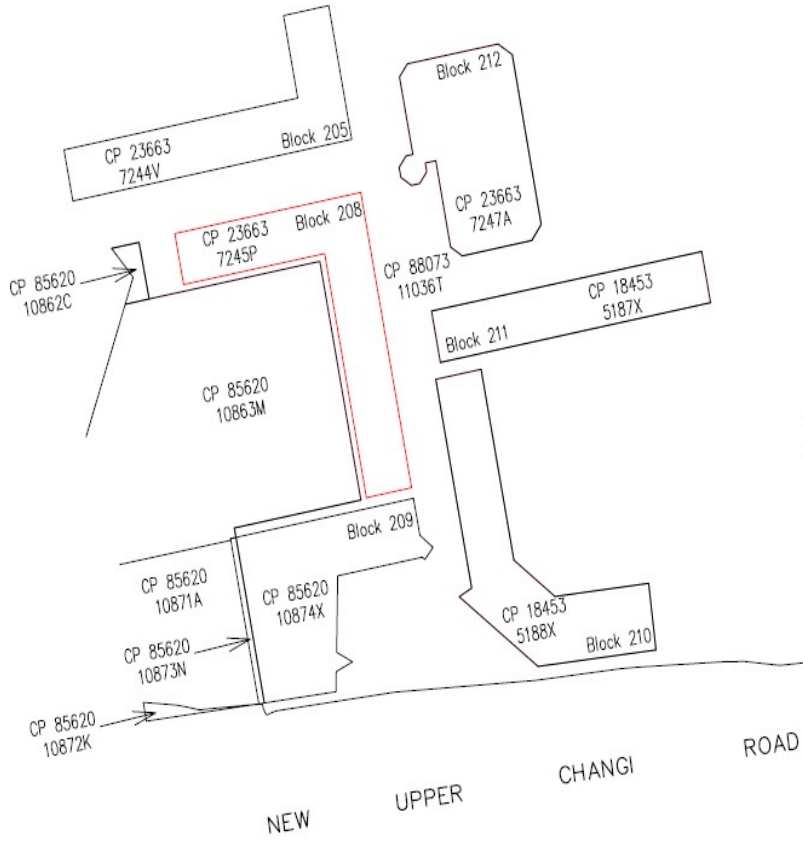 Block 212
Block 205
CP 23663
7244V
CP 23663
7247A
Block 208
CP 23663
7245P
CP 88073
11036T
CP 85620
10862C
CP 18453
5187X
Block 211
CP 85620
10863M
Block 209
CP 85620
10871A
CP 85620
10874X
CP 18453
5188X
Block 210
CP 85620
10873N
CP 85620
10872K
NEW UPPER CHANGI ROAD